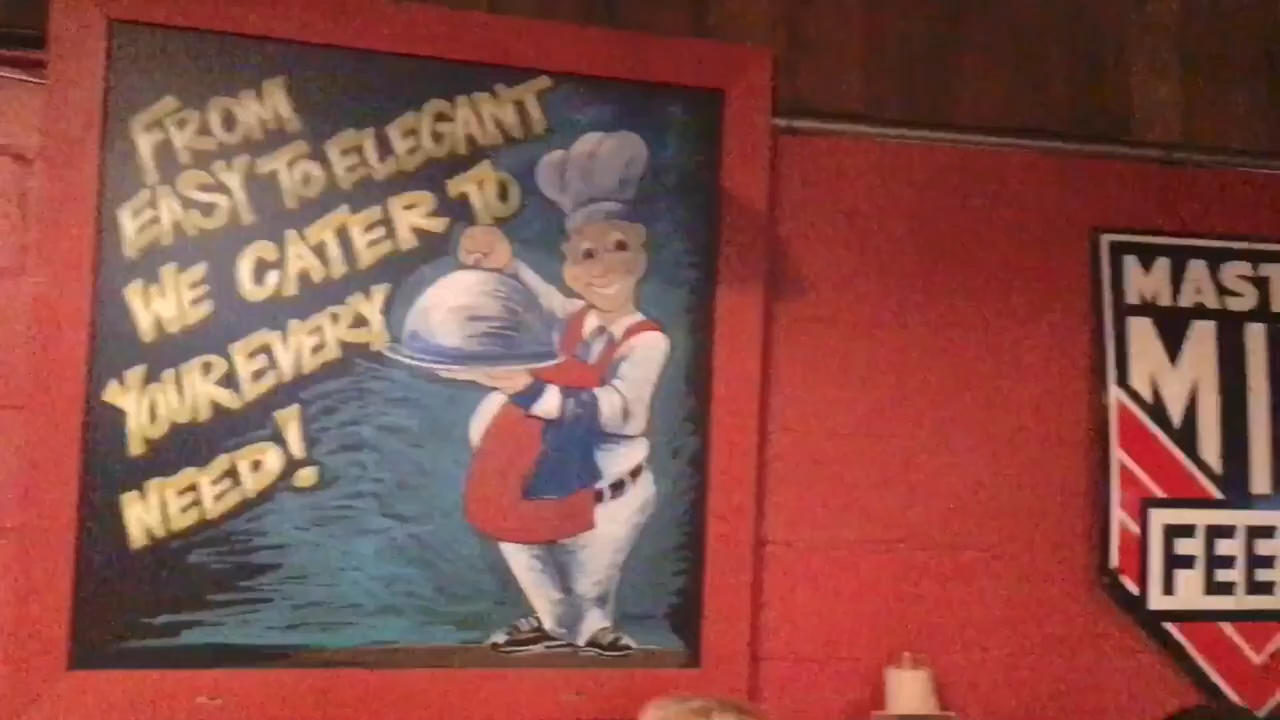 FROM
EASY TO ELEGANT
WE CATER TO
YOUR EVERY
NEED!
MAST
MI
FEE